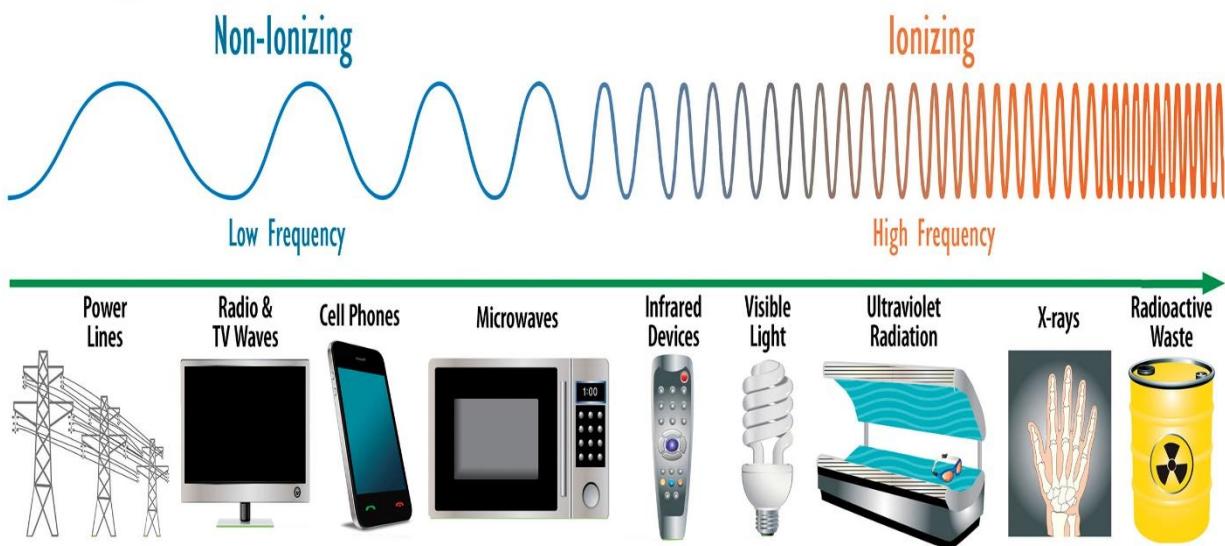 Non-Ionizing
Ionizing
Low Frequency
High Frequency
Power
Lines
Radio &
TV Waves
Cell Phones
Microwaves
Infrared
Devices
Visible
Light
Ultraviolet
Radiation
X-rays
Radioactive
Waste
1:00